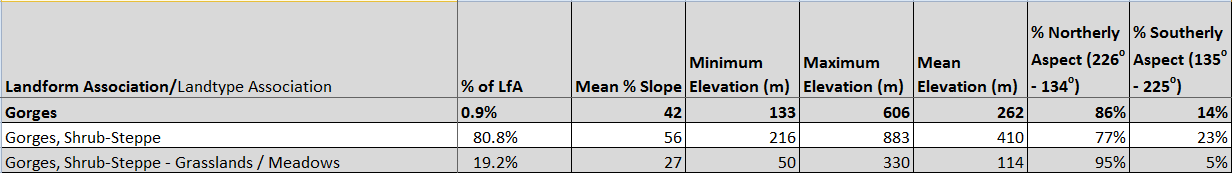 Landform Association/Landtype Association % of LfA Mean % Slope Minimum Elevation (m) Maximum Elevation (m) Mean Elevation (m) % Northerly Aspect (226° - 134°) % Southerly Aspect (135° - 225°)
Gorges 0.9% 42 133 606 262 86% 14%
Gorges, Shrub-Steppe 80.8% 56 216 883 410 77% 23%
Gorges, Shrub-Steppe - Grasslands / Meadows 19.2% 27 50 330 114 95% 5%